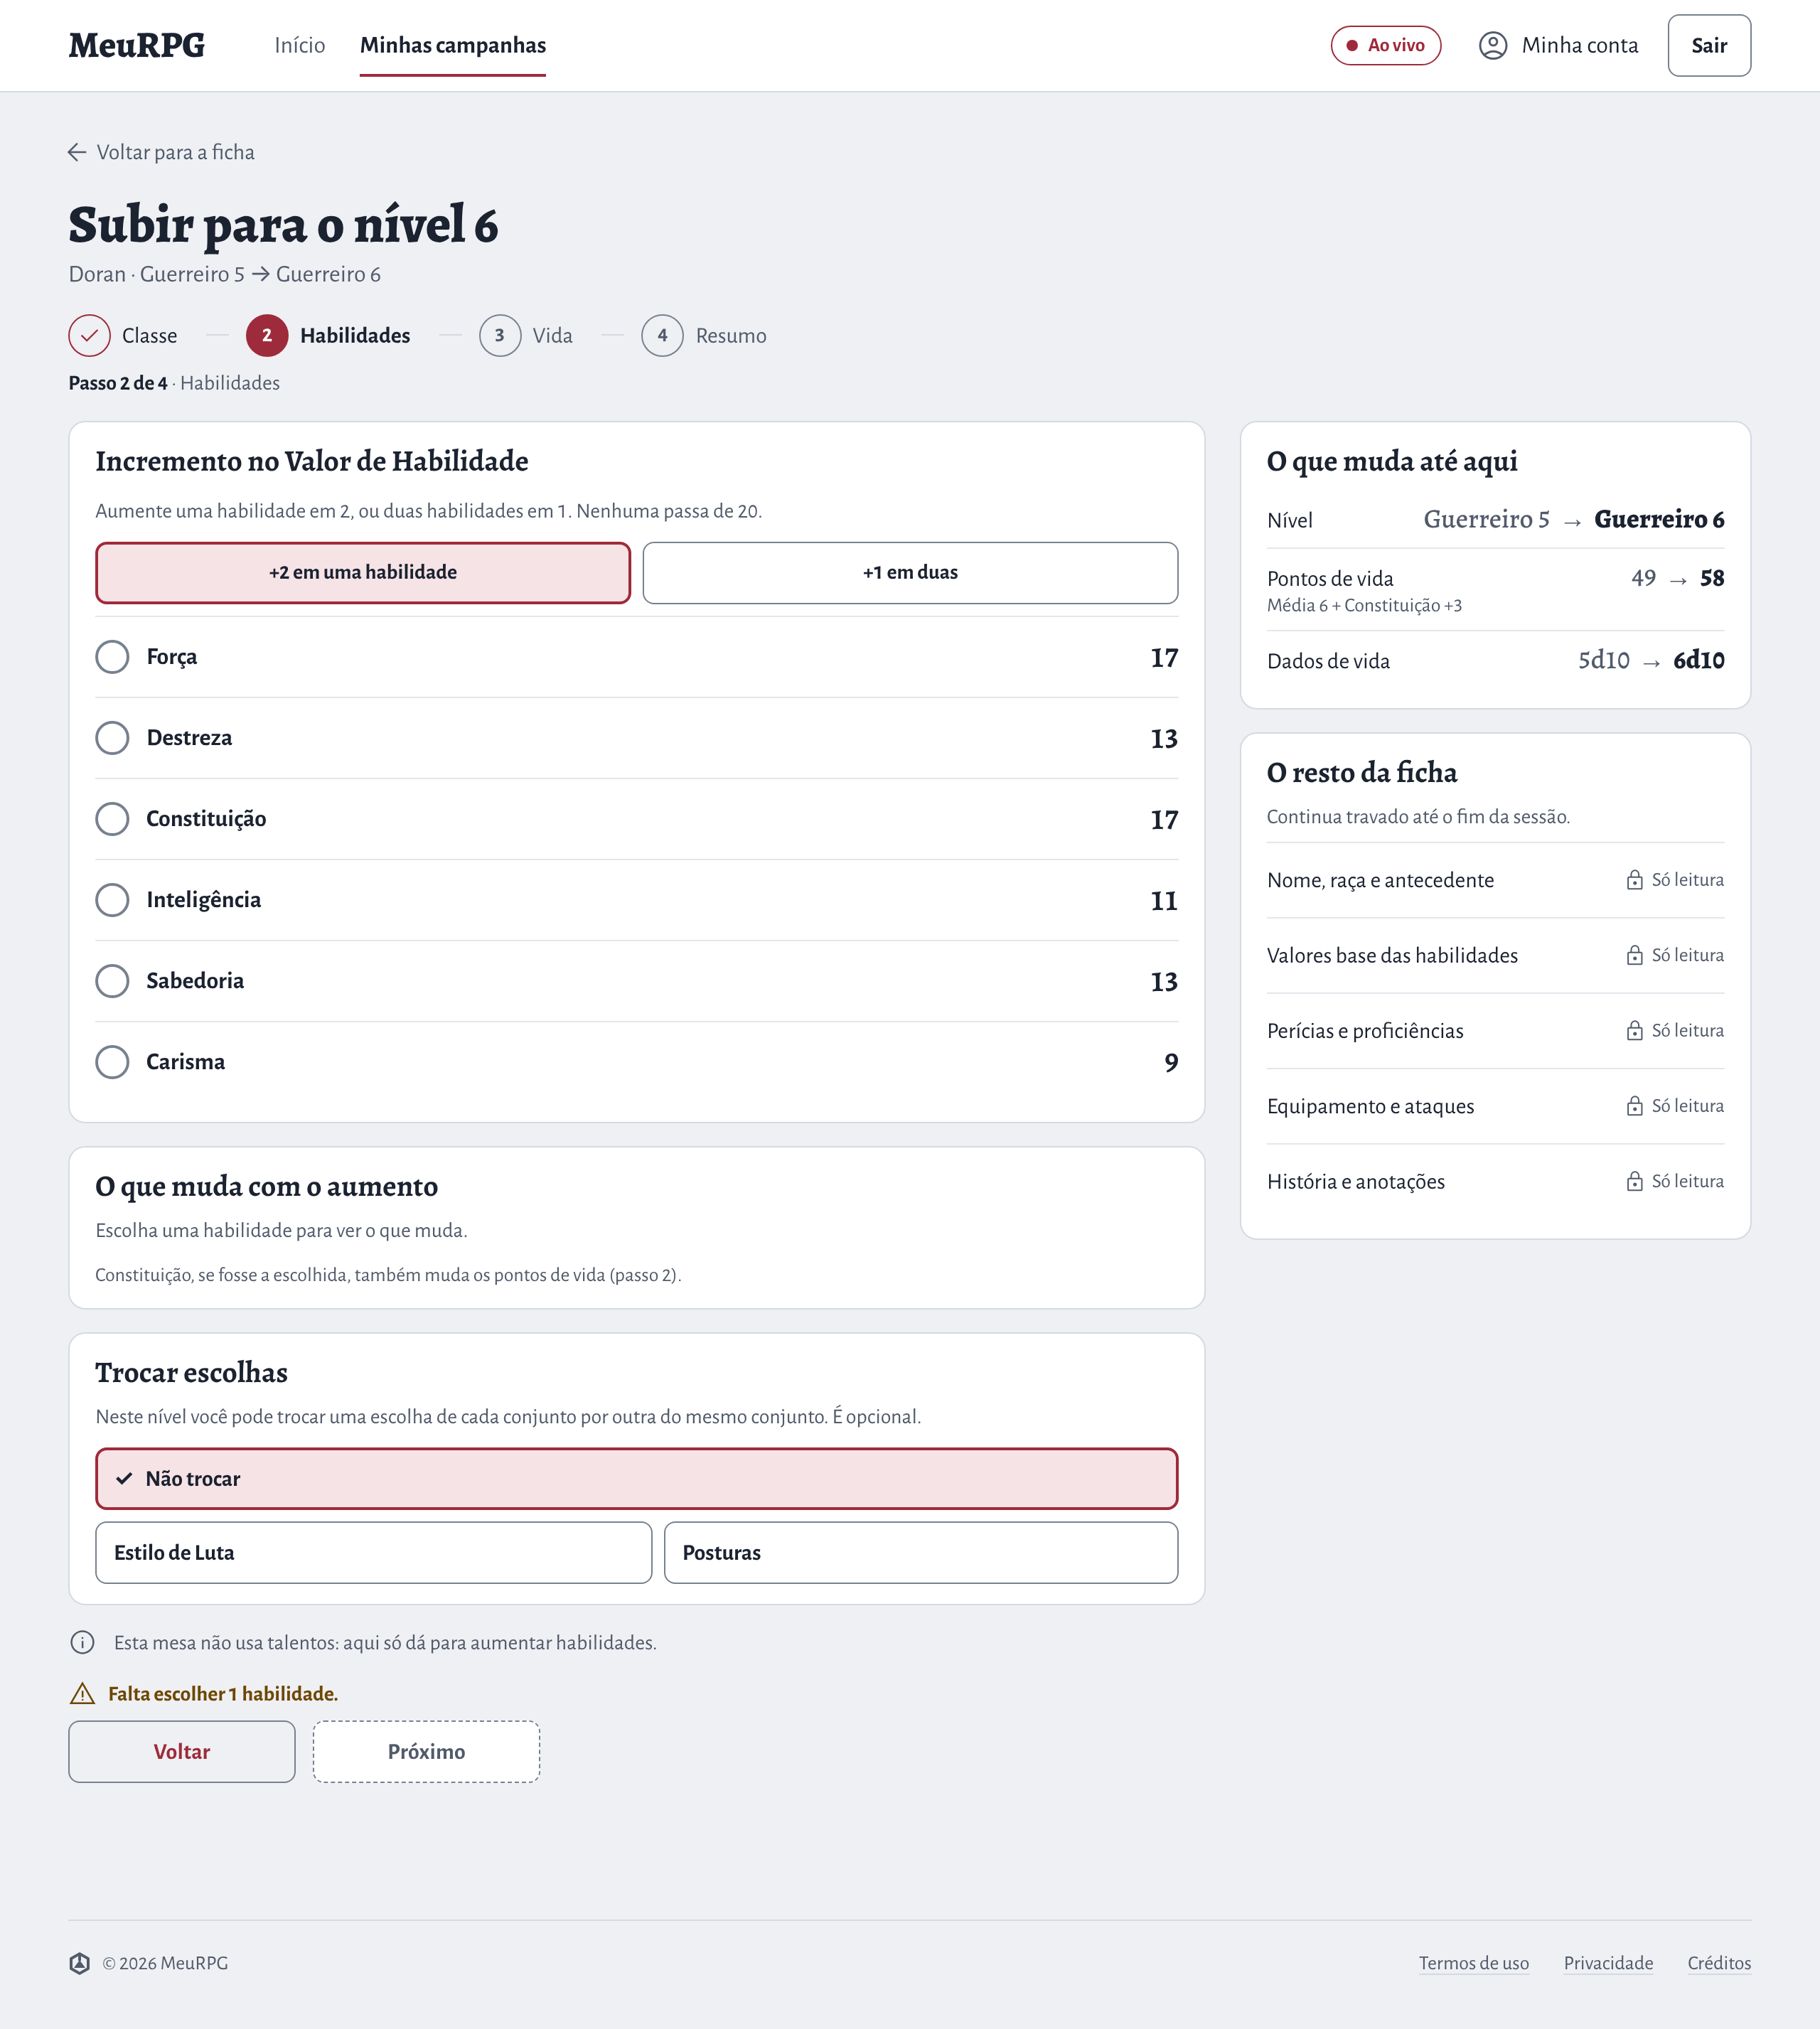 MeuRPG
Início
Minhas campanhas
Ao vivo
Minha conta
Sair
Voltar para a ficha
Subir para o nível 6
Doran · Guerreiro 5 → Guerreiro 6
Classe
2 Habilidades
3 Vida
4 Resumo
Passo 2 de 4 · Habilidades
Incremento no Valor de Habilidade
Aumente uma habilidade em 2, ou duas habilidades em 1. Nenhuma passa de 20.
+2 em uma habilidade
+1 em duas
Força 17
Destreza 13
Constituição 17
Inteligência 11
Sabedoria 13
Carisma 9
O que muda com o aumento
Escolha uma habilidade para ver o que muda.
Constituição, se fosse a escolhida, também muda os pontos de vida (passo 2).
Trocar escolhas
Neste nível você pode trocar uma escolha de cada conjunto por outra do mesmo conjunto. É opcional.
Não trocar
Estilo de Luta
Posturas
Esta mesa não usa talentos: aqui só dá para aumentar habilidades.
Falta escolher 1 habilidade.
Voltar
Próximo
O que muda até aqui
Nível Guerreiro 5 → Guerreiro 6
Pontos de vida 49 → 58
Média 6 + Constituição +3
Dados de vida 5d10 → 6d10
O resto da ficha
Continua travado até o fim da sessão.
Nome, raça e antecedente Só leitura
Valores base das habilidades Só leitura
Perícias e proficiências Só leitura
Equipamento e ataques Só leitura
História e anotações Só leitura
© 2026 MeuRPG
Termos de uso
Privacidade
Créditos